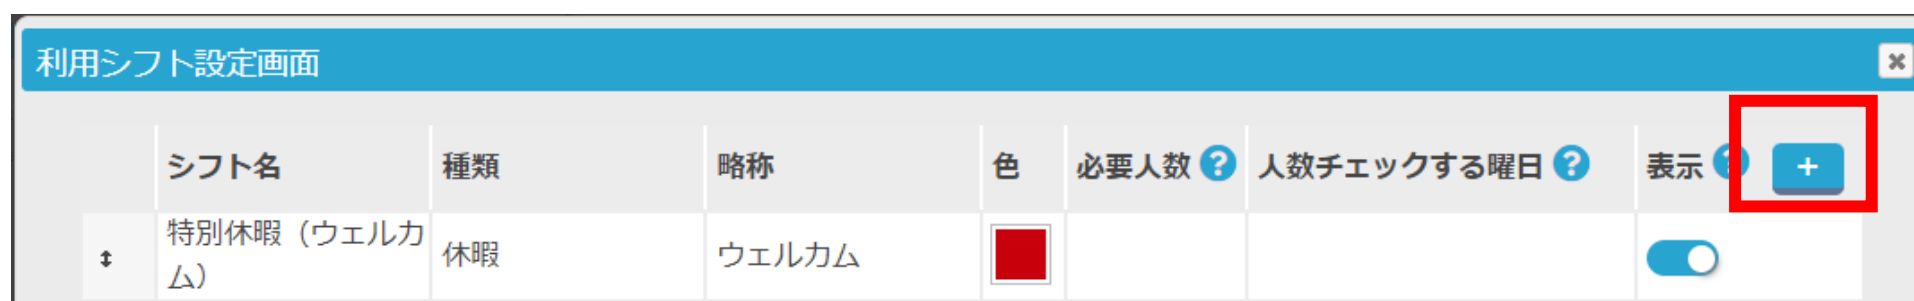 利用シフト設定画面
シフト名 種類 略称 色 必要人数 ? 人数チェックする曜日 ? 表示 ? +
特別休暇（ウェルカ
ム） 休暇 ウェルカム